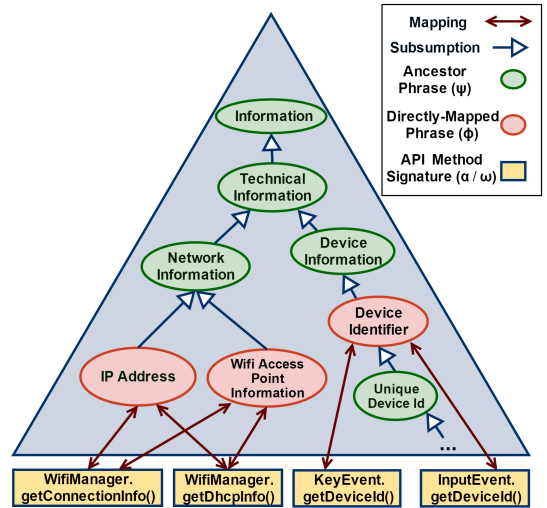 Mapping
Subsumption
Ancestor
Phrase (ψ)
Directly-Mapped
Phrase (ϕ)
API Method
Signature (α / ω)
Information
Technical
Information
Network
Information
Device
Information
Device
Identifier
IP Address
Wifi Access
Point
Information
Unique
Device Id
...
WifiManager.
getConnectionInfo()
WifiManager.
getDhcpInfo()
KeyEvent.
getDeviceId()
InputEvent.
getDeviceId()